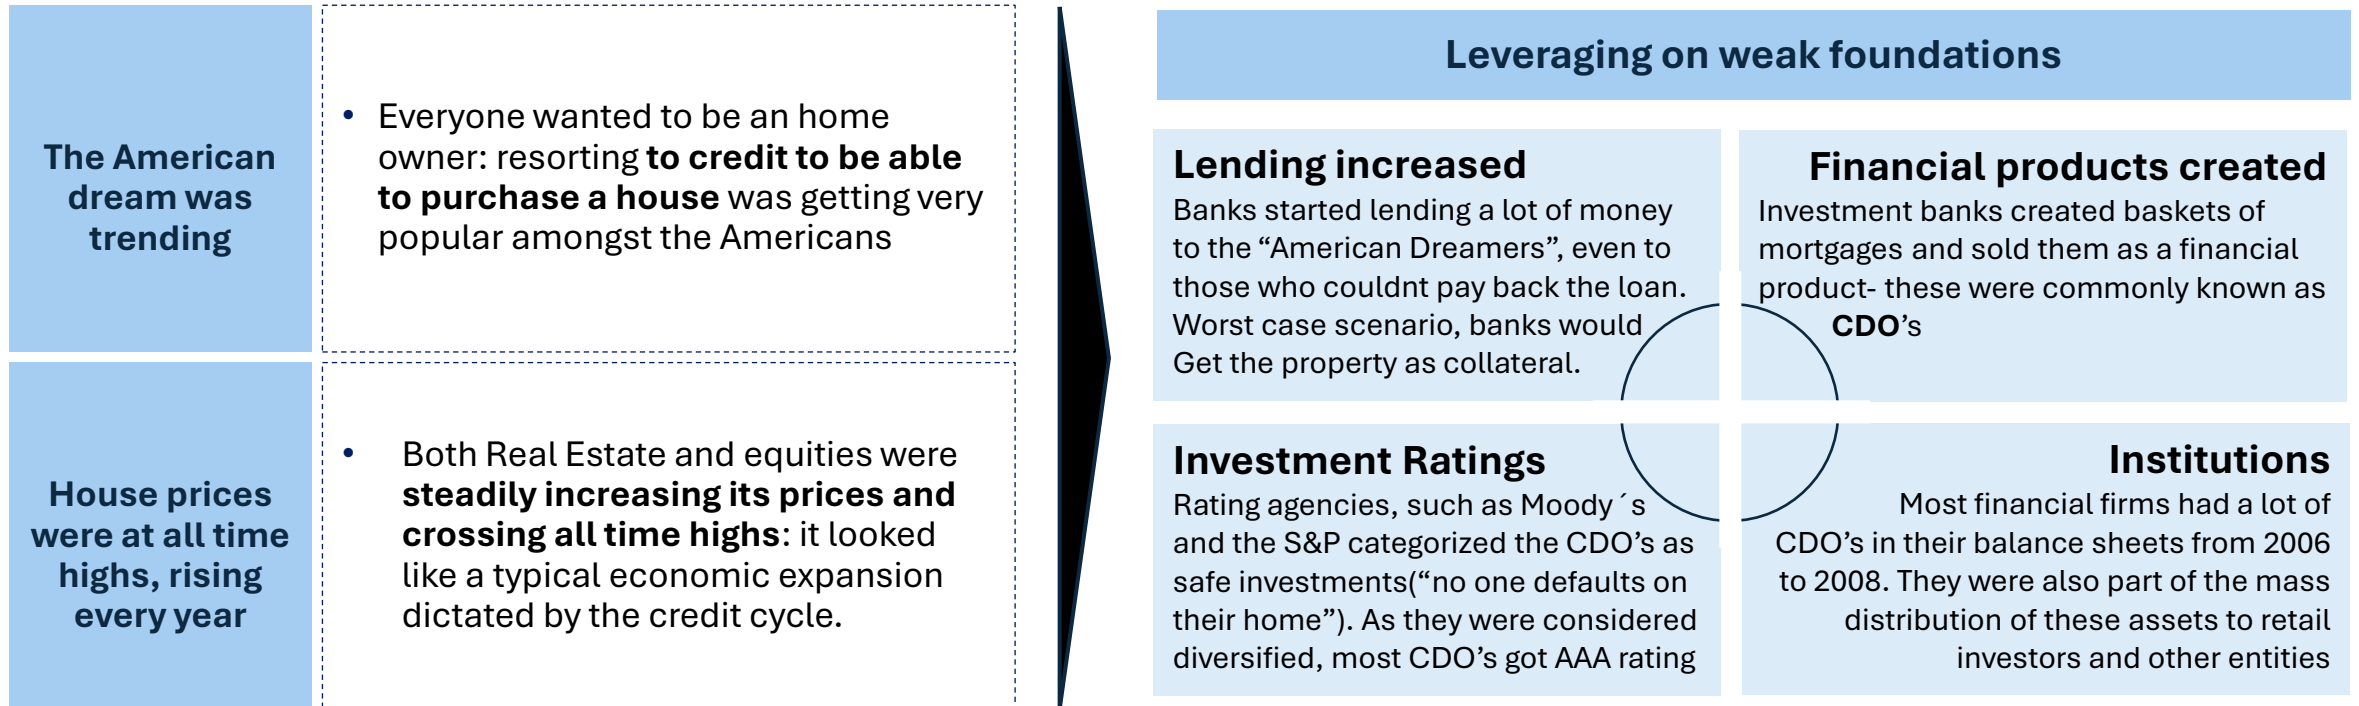 The American
dream was
trending
• Everyone wanted to be an home
owner: resorting to credit to be able
to purchase a house was getting very
popular amongst the Americans
House prices
were at all time
highs, rising
every year
• Both Real Estate and equities were
steadily increasing its prices and
crossing all time highs: it looked
like a typical economic expansion
dictated by the credit cycle.
Leveraging on weak foundations
Lending increased
Banks started lending a lot of money
to the “American Dreamers”, even to
those who couldnt pay back the loan.
Worst case scenario, banks would
Get the property as collateral.
Financial products created
Investment banks created baskets of
mortgages and sold them as a financial
product- these were commonly known as
CDO’s
Investment Ratings
Rating agencies, such as Moody´s
and the S&P categorized the CDO’s as
safe investments(“no one defaults on
their home”). As they were considered
diversified, most CDO’s got AAA rating
Institutions
Most financial firms had a lot of
CDO’s in their balance sheets from 2006
to 2008. They were also part of the mass
distribution of these assets to retail
investors and other entities